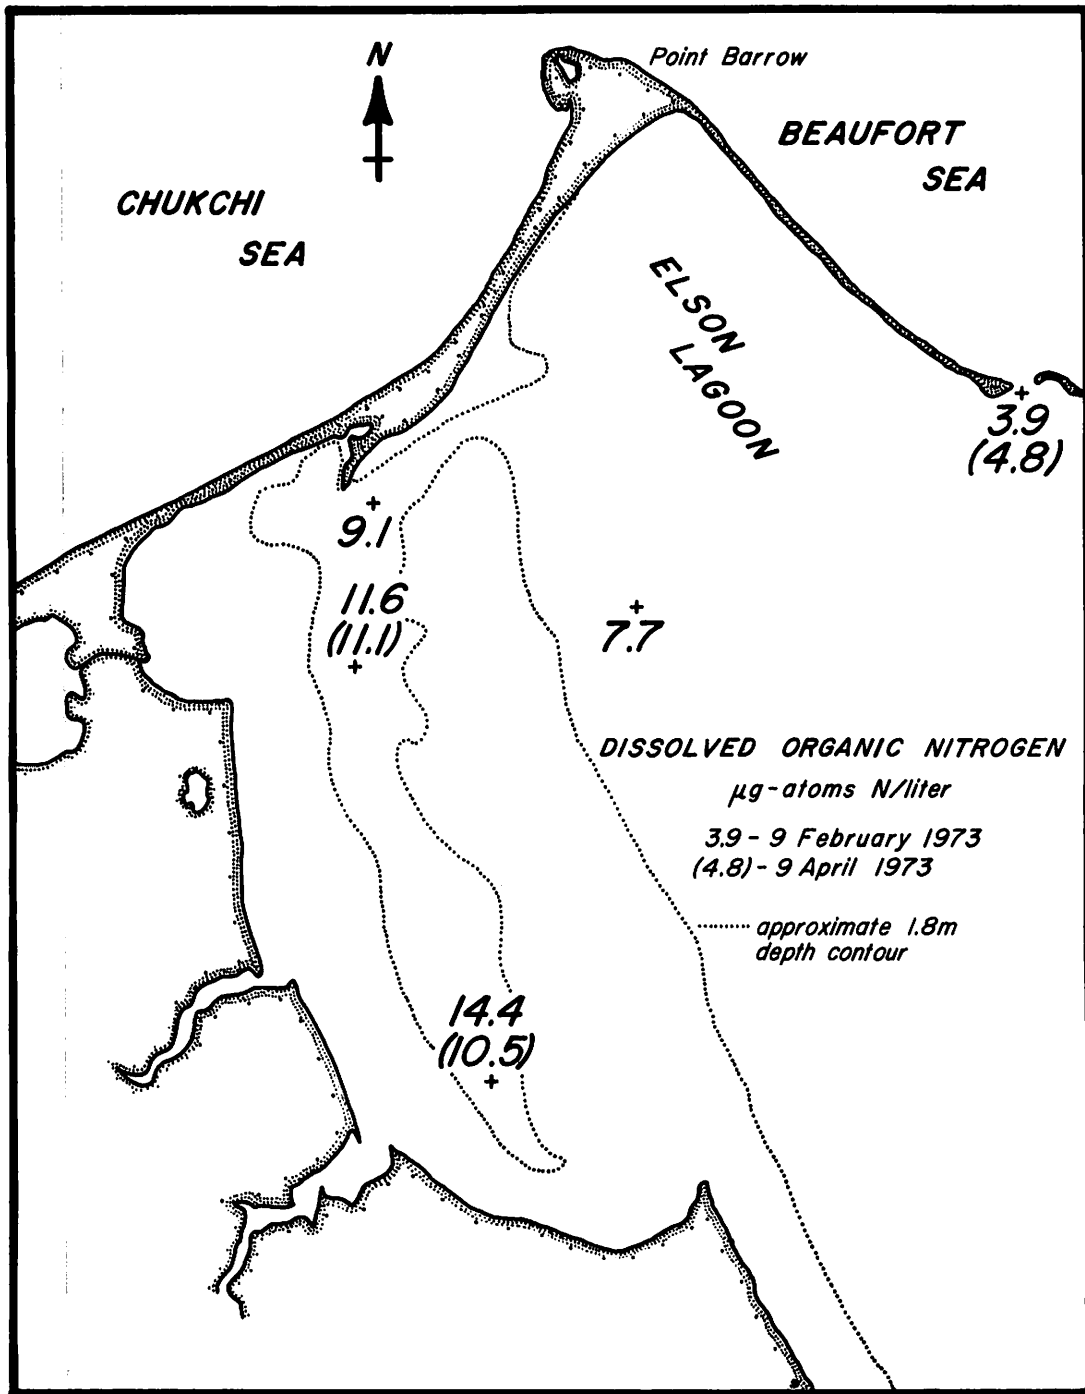 N
Point Barrow
BEAUFORT
SEA
CHUKCHI
SEA
ELSON
LAGOON
3.9
(4.8)
9.1
11.6
(11.1)
7.7
DISSOLVED ORGANIC NITROGEN
µg-atoms N/liter
3.9 - 9 February 1973
(4.8) - 9 April 1973
approximate 1.8m
depth contour
14.4
(10.5)